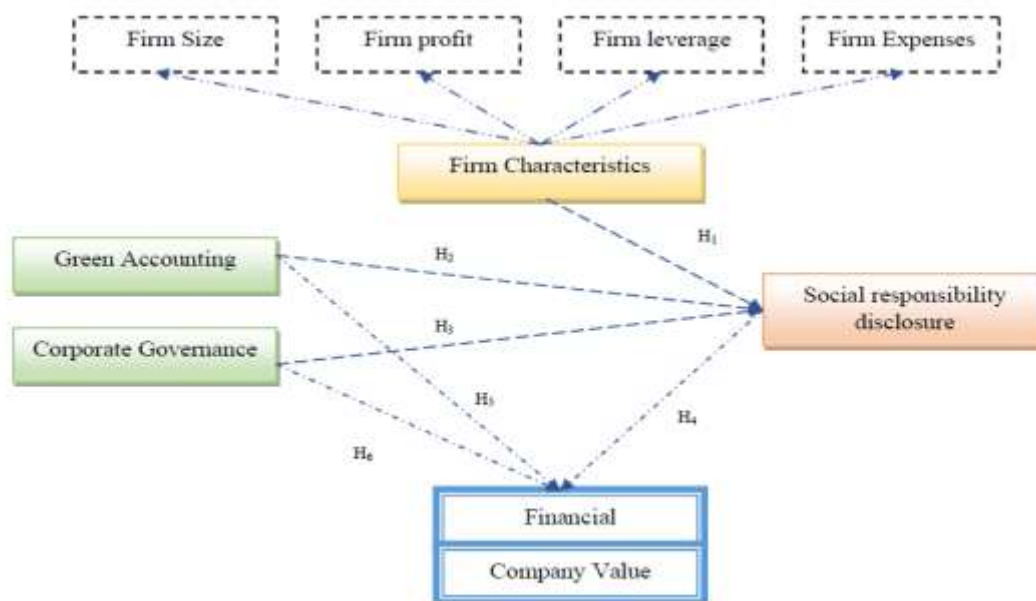 Firm Size
Firm profit
Firm leverage
Firm Expenses
Firm Characteristics
H₁
Green Accounting
H₂
Social responsibility
disclosure
H₅
Corporate Governance
H₃
H₄
H₆
Financial
Company Value